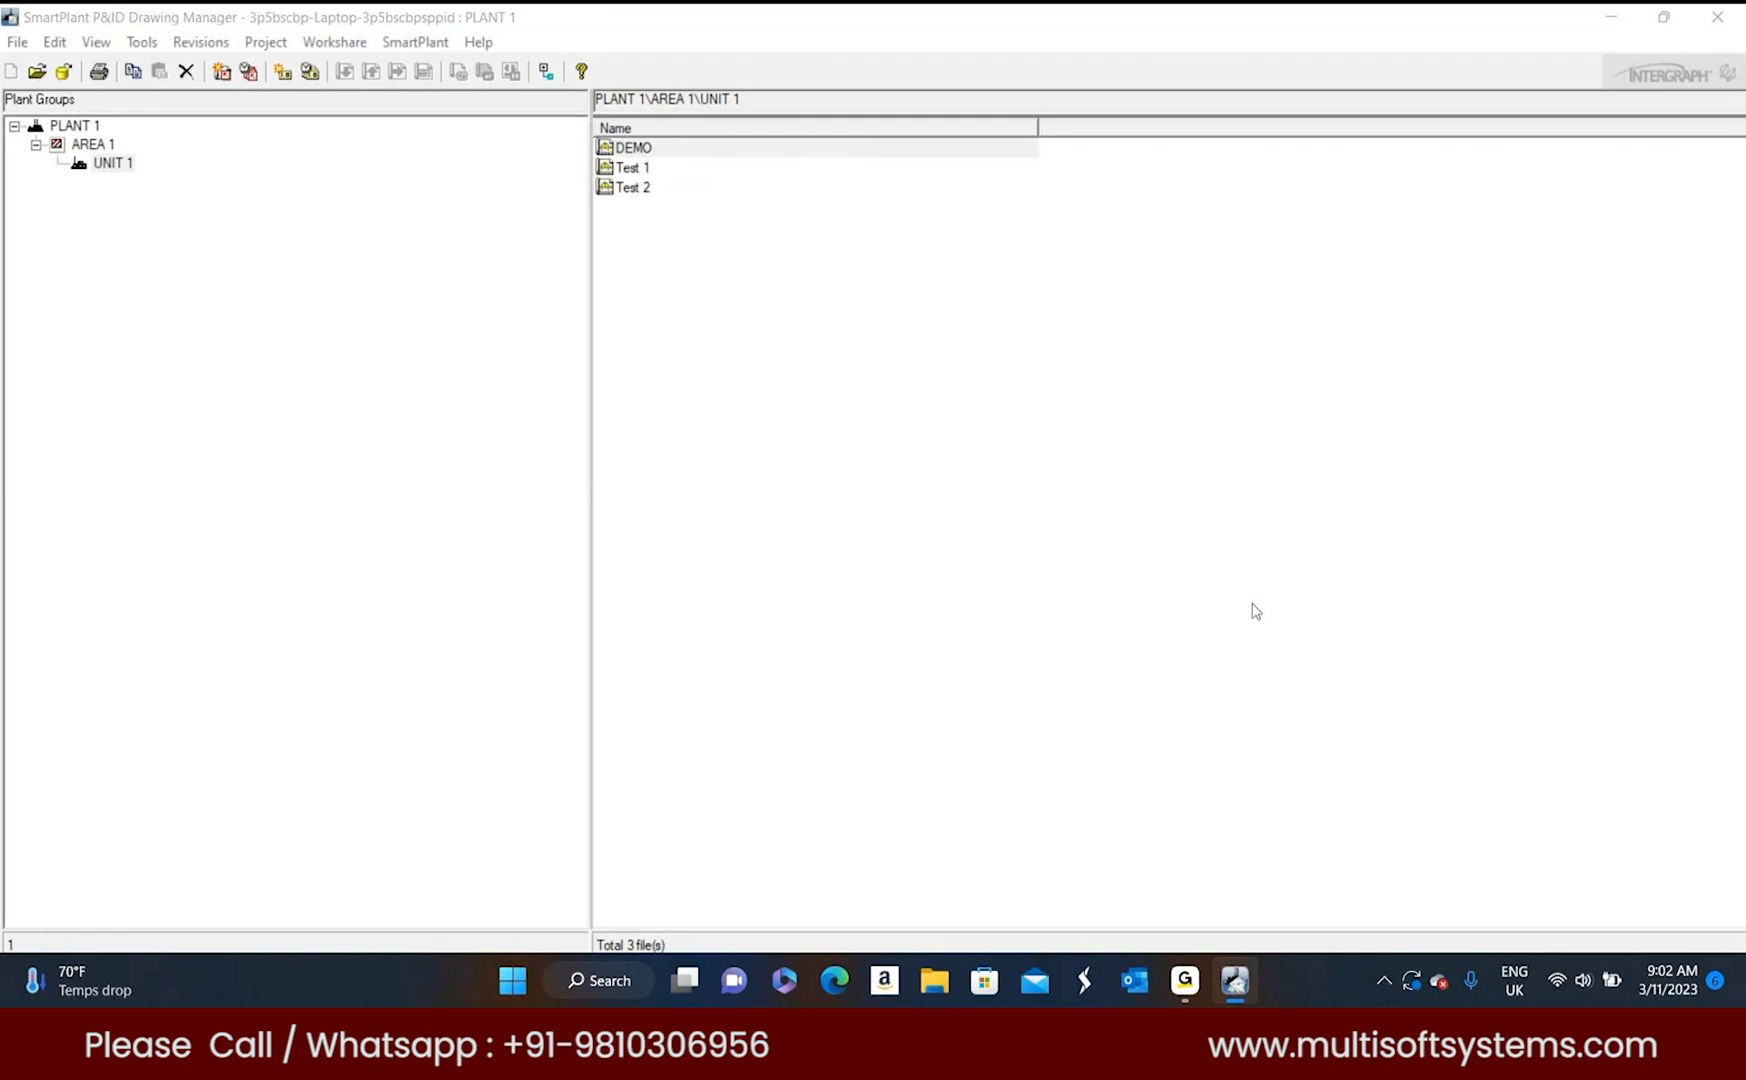 SmartPlant P&ID Drawing Manager - 3p5bscbp-Laptop-3p5bscbpsppid : PLANT 1
File Edit View Tools Revisions Project Workshare SmartPlant Help
INTERGRAPH
Plant Groups
PLANT 1
AREA 1
UNIT 1
PLANT 1\AREA 1\UNIT 1
Name
DEMO
Test 1
Test 2
1
Total 3 file(s)
70°F
Temps drop
Search
a
G
ENG
UK
9:02 AM
3/11/2023
6
Please Call / Whatsapp : +91-9810306956
www.multisoftsystems.com